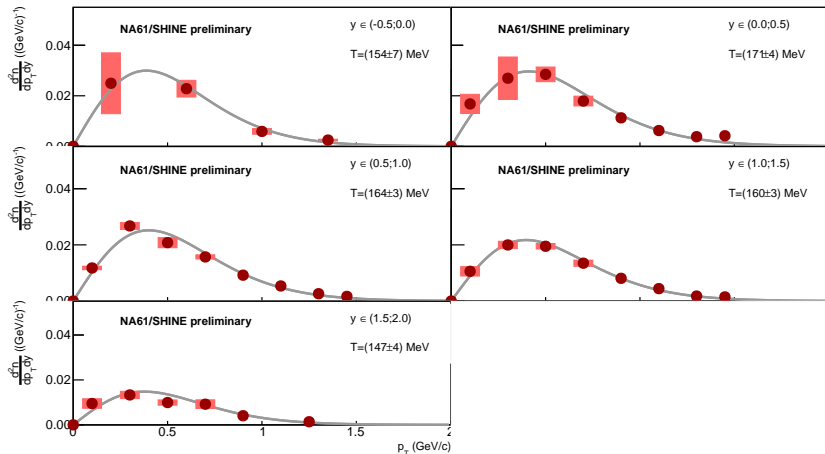 NA61/SHINE preliminary
y ∈ (-0.5;0.0)
T=(154±7) MeV
d²n
dp_T dy ((GeV/c)⁻¹)
0.04
0.02
0.00
NA61/SHINE preliminary
y ∈ (0.0;0.5)
T=(171±4) MeV
NA61/SHINE preliminary
y ∈ (0.5;1.0)
T=(164±3) MeV
d²n
dp_T dy ((GeV/c)⁻¹)
0.04
0.02
0.00
NA61/SHINE preliminary
y ∈ (1.0;1.5)
T=(160±3) MeV
NA61/SHINE preliminary
y ∈ (1.5;2.0)
T=(147±4) MeV
d²n
dp_T dy ((GeV/c)⁻¹)
0.04
0.02
0.00
0 0.5 1 1.5 2
p_T (GeV/c)